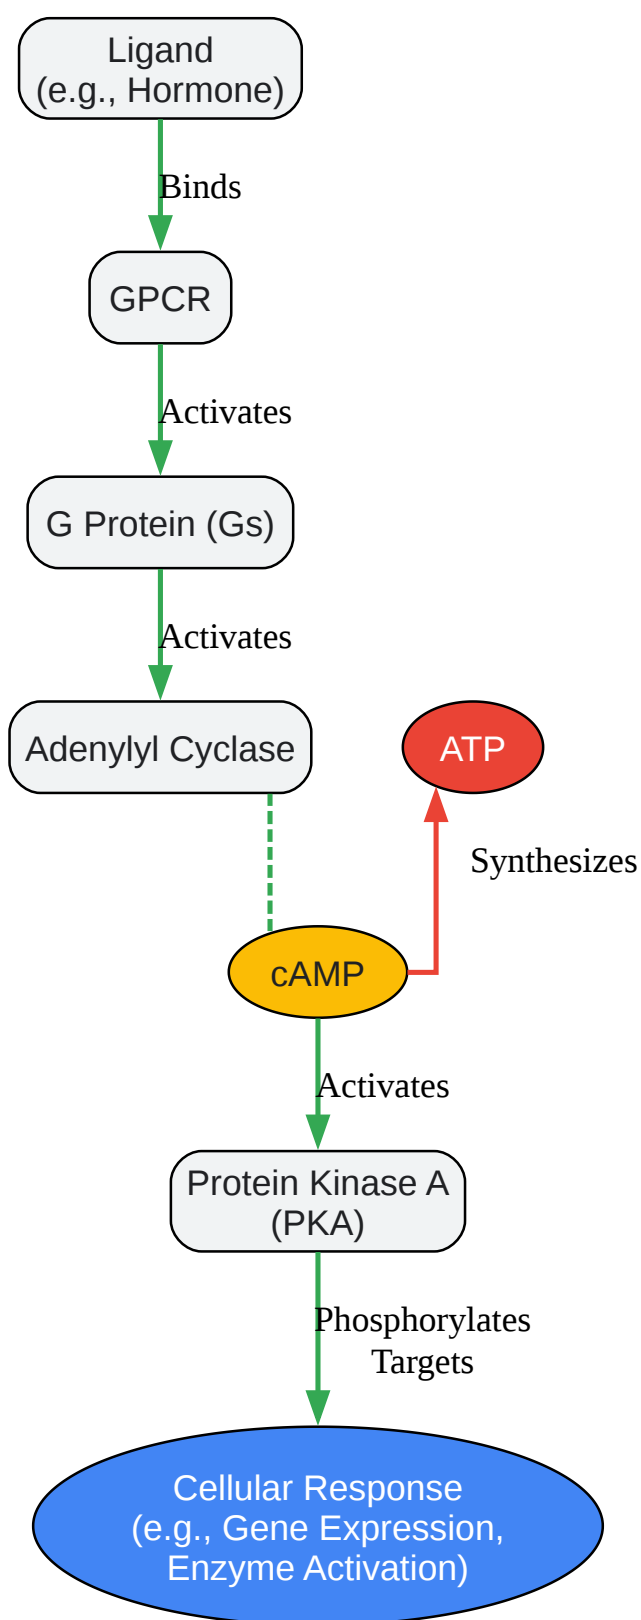 Ligand
(e.g., Hormone)
Binds
GPCR
Activates
G Protein (Gs)
Activates
Adenylyl Cyclase
ATP
Synthesizes
cAMP
Activates
Protein Kinase A
(PKA)
Phosphorylates
Targets
Cellular Response
(e.g., Gene Expression,
Enzyme Activation)